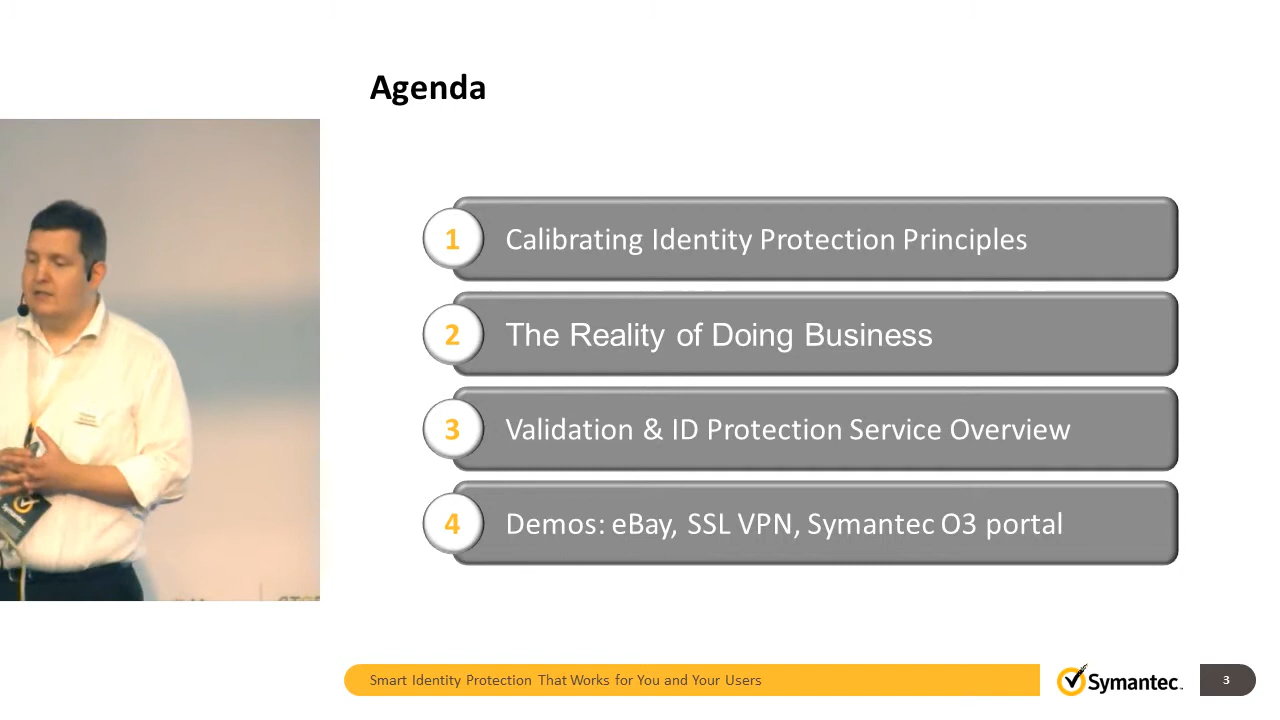 Agenda
1 Calibrating Identity Protection Principles
2 The Reality of Doing Business
3 Validation & ID Protection Service Overview
4 Demos: eBay, SSL VPN, Symantec O3 portal
Symantec
Smart Identity Protection That Works for You and Your Users
Symantec
3